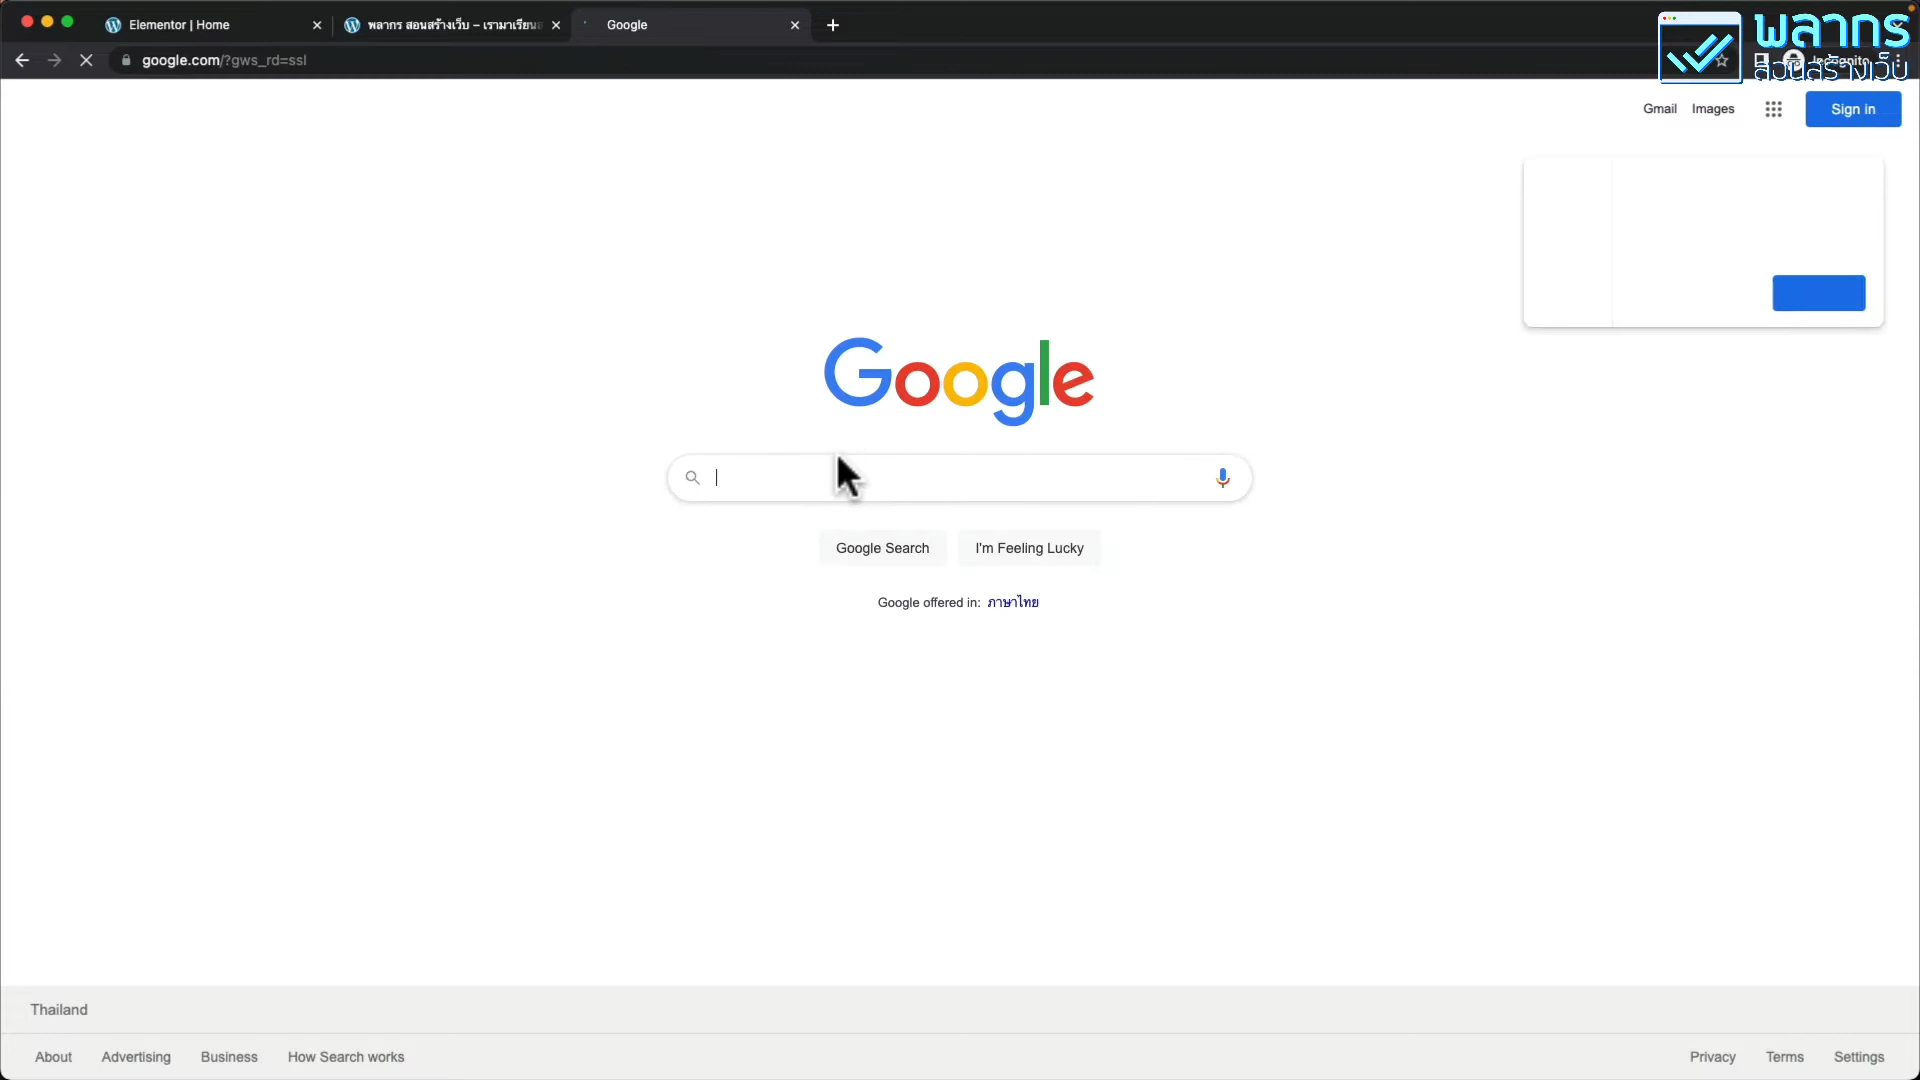 Elementor | Home
พลากร สอนสร้างเว็บ – เรามาเรียนส
Google
พลากร
สอนสร้างเว็บ
google.com/?gws_rd=ssl
Incognito
Gmail
Images
Sign in
Google
Google Search
I'm Feeling Lucky
Google offered in: ภาษาไทย
Thailand
About
Advertising
Business
How Search works
Privacy
Terms
Settings